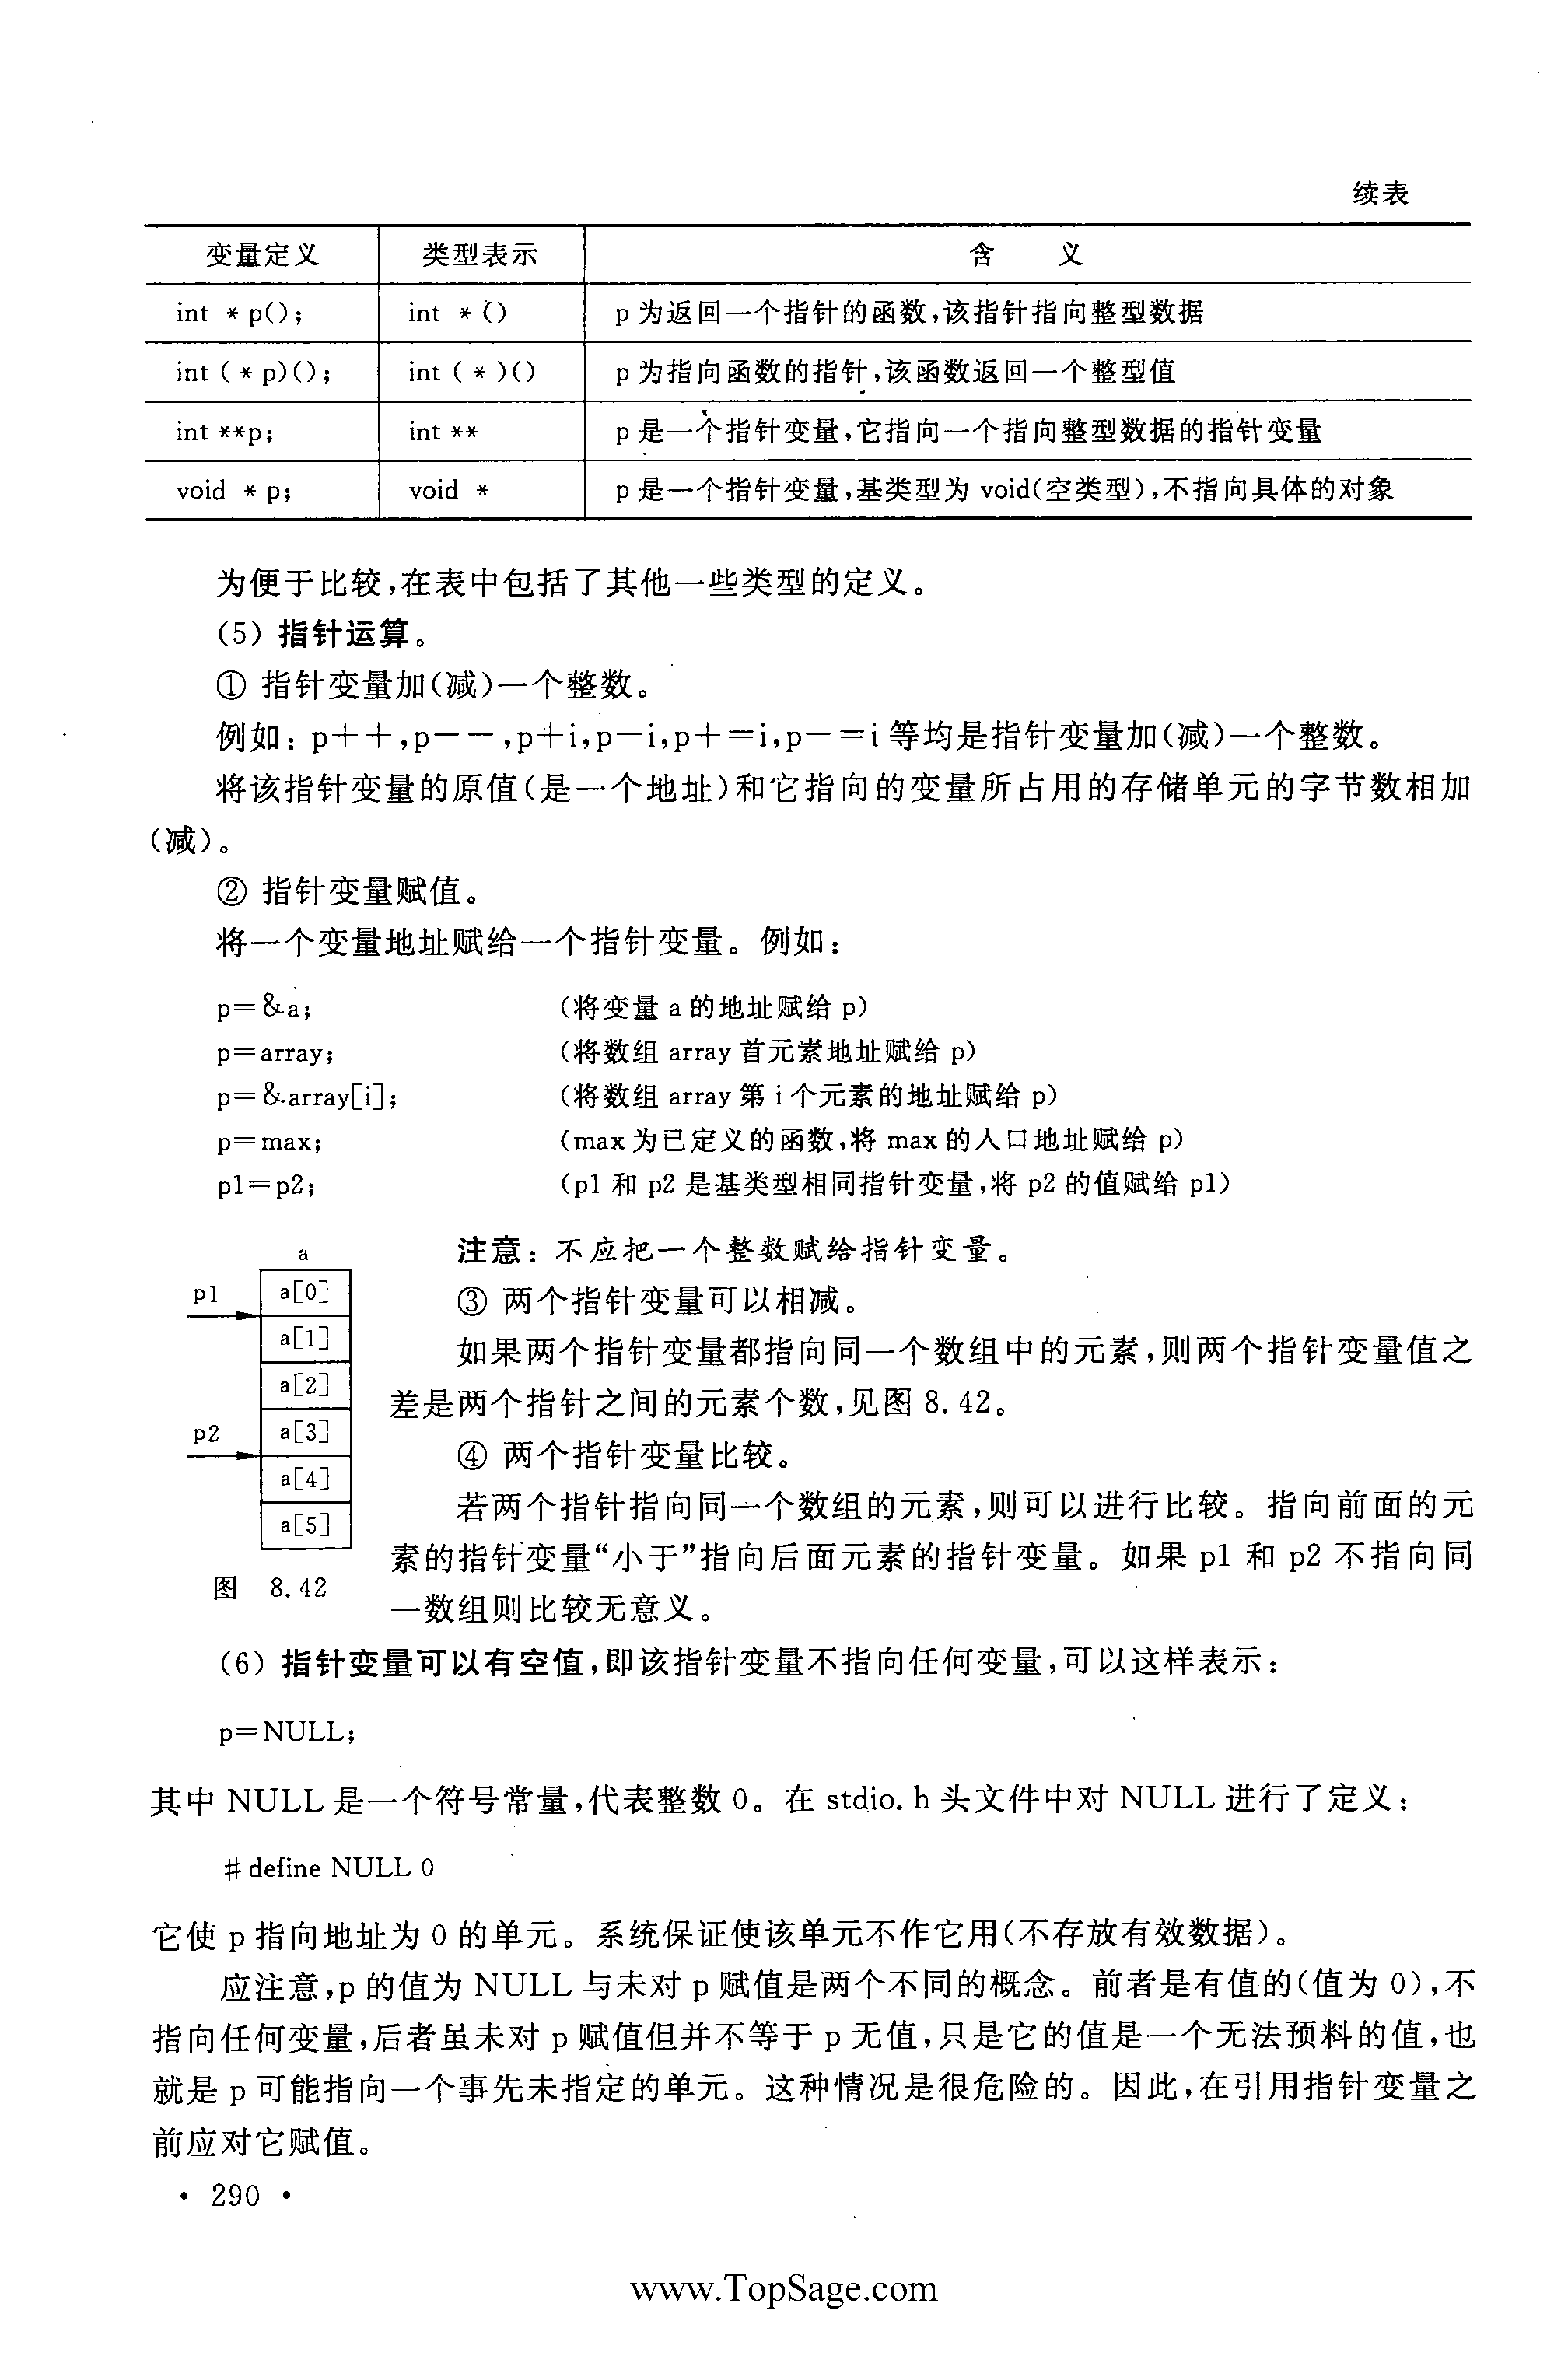 续表
变量定义 类型表示 含 义
int * p(); int * () p 为返回一个指针的函数,该指针指向整型数据
int ( * p)(); int ( * )() p 为指向函数的指针,该函数返回一个整型值
int **p; int ** p 是一个指针变量,它指向一个指向整型数据的指针变量
void * p; void * p 是一个指针变量,基类型为 void(空类型),不指向具体的对象
为便于比较,在表中包括了其他一些类型的定义。
(5) 指针运算。
① 指针变量加(减)一个整数。
例如:p++,p--,p+i,p-i,p+=i,p-=i 等均是指针变量加(减)一个整数。
将该指针变量的原值(是一个地址)和它指向的变量所占用的存储单元的字节数相加
(减)。
② 指针变量赋值。
将一个变量地址赋给一个指针变量。例如:
p=&a; (将变量 a 的地址赋给 p)
p=array; (将数组 array 首元素地址赋给 p)
p=&array[i]; (将数组 array 第 i 个元素的地址赋给 p)
p=max; (max 为已定义的函数,将 max 的入口地址赋给 p)
p1=p2; (p1 和 p2 是基类型相同指针变量,将 p2 的值赋给 p1)
注意:不应把一个整数赋给指针变量。
③ 两个指针变量可以相减。
如果两个指针变量都指向同一个数组中的元素,则两个指针变量值之
差是两个指针之间的元素个数,见图 8.42。
④ 两个指针变量比较。
若两个指针指向同一个数组的元素,则可以进行比较。指向前面的元
素的指针变量“小于”指向后面元素的指针变量。如果 p1 和 p2 不指向同
一数组则比较无意义。
a
p1
a[0]
a[1]
a[2]
p2
a[3]
a[4]
a[5]
图 8.42
(6) 指针变量可以有空值,即该指针变量不指向任何变量,可以这样表示:
p=NULL;
其中 NULL 是一个符号常量,代表整数 0。在 stdio.h 头文件中对 NULL 进行了定义:
#define NULL 0
它使 p 指向地址为 0 的单元。系统保证使该单元不作它用(不存放有效数据)。
应注意,p 的值为 NULL 与未对 p 赋值是两个不同的概念。前者是有值的(值为 0),不
指向任何变量,后者虽未对 p 赋值但并不等于 p 无值,只是它的值是一个无法预料的值,也
就是 p 可能指向一个事先未指定的单元。这种情况是很危险的。因此,在引用指针变量之
前应对它赋值。
· 290 ·
www.TopSage.com